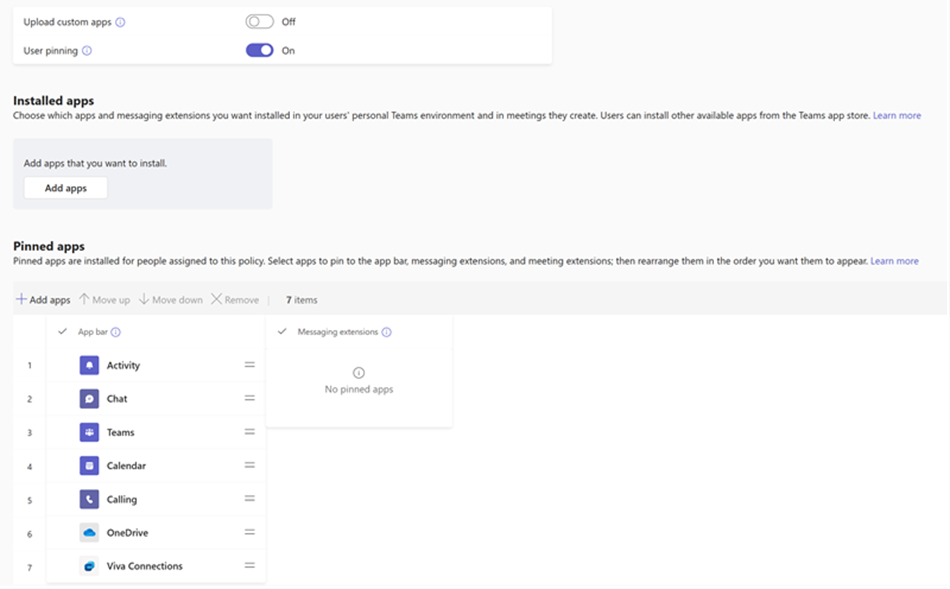 Upload custom apps Off
User pinning On
Installed apps
Choose which apps and messaging extensions you want installed in your users' personal Teams environment and in meetings they create. Users can install other available apps from the Teams app store. Learn more
Add apps that you want to install.
Add apps
Pinned apps
Pinned apps are installed for people assigned to this policy. Select apps to pin to the app bar, messaging extensions, and meeting extensions; then rearrange them in the order you want them to appear. Learn more
+ Add apps ↑ Move up ↓ Move down × Remove | 7 items
App bar Messaging extensions
1 Activity
No pinned apps
2 Chat
3 Teams
4 Calendar
5 Calling
6 OneDrive
7 Viva Connections